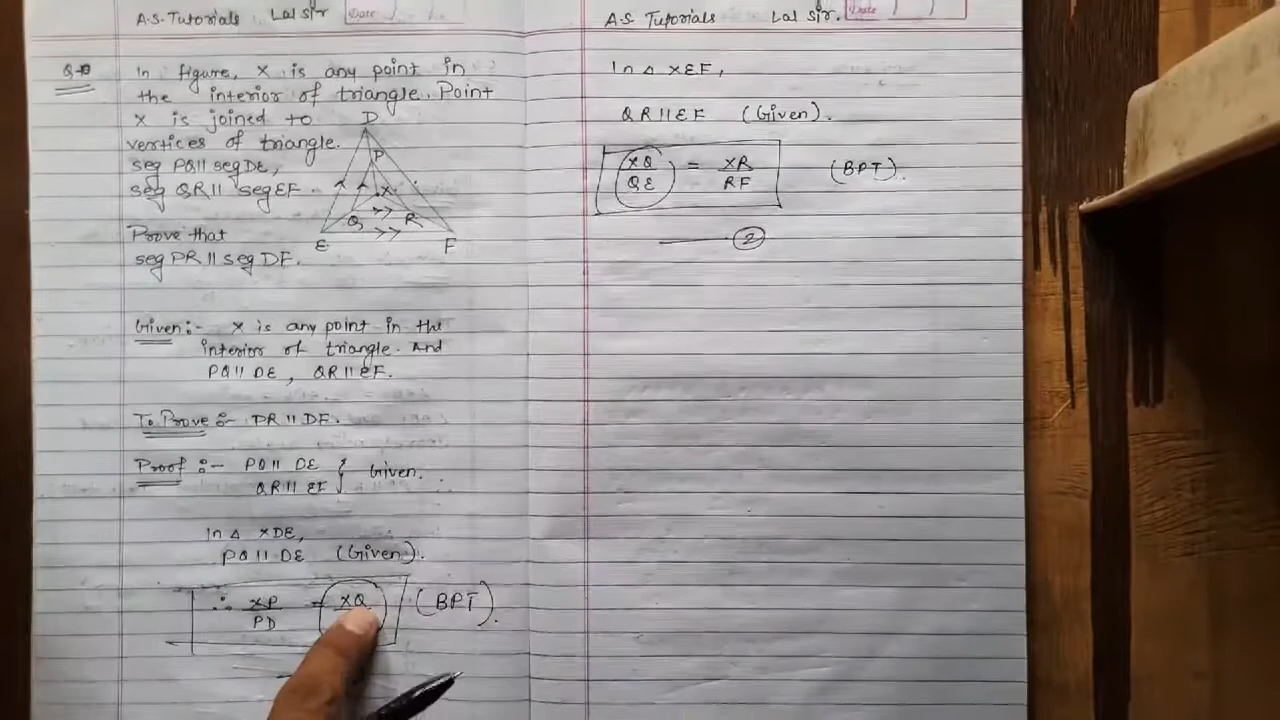 A.S. Tutorials Lal Sir Date
In figure, X is any point in
the interior of triangle. Point
X is joined to
vertices of triangle.
seg PQ || seg DE,
seg QR || seg EF.
Prove that
seg PR || seg DF.
D
P
X
Q
R
E
F
Given :- X is any point in the
interior of triangle. And
PQ || DE, QR || EF.
To Prove :- PR || DF.
Proof :- PQ || DE } Given.
QR || EF
In △ XDE,
PQ || DE (Given).
∴ XP/PD = XQ (BPT).
A.S. Tutorials Lal Sir. Date
In △ XEF,
QR || EF (Given).
XQ/QE = XR/RF (BPT).
②